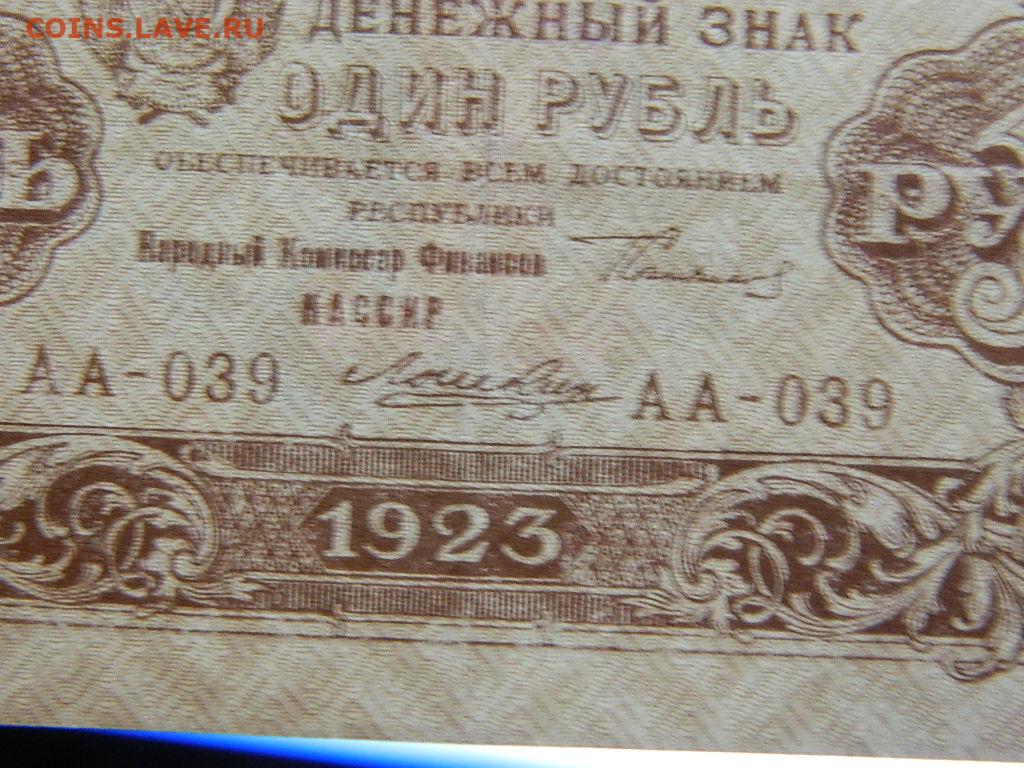 COINS.LAVE.RU
ДЕНЕЖНЫЙ ЗНАК
ОДИН РУБЛЬ
ОБЕСПЕЧИВАЕТСЯ ВСЕМ ДОСТОЯНИЕМ
РЕСПУБЛИКИ
Народный Комиссар Финансов
КАССИР
АА-039 АА-039
1923